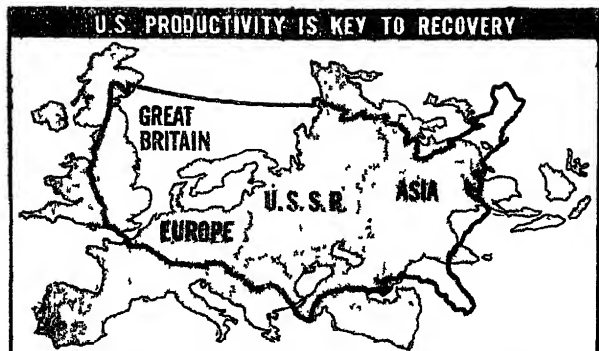 U.S. PRODUCTIVITY IS KEY TO RECOVERY
GREAT
BRITAIN
U.S.S.R.
ASIA
EUROPE